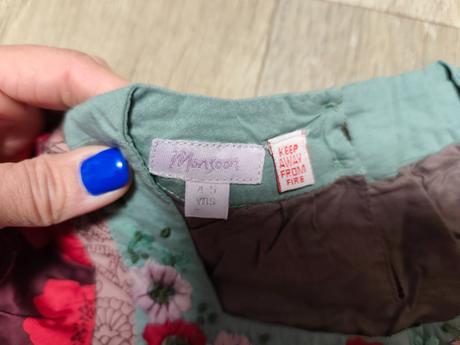 Monsoon
4-5
YRS
KEEP
AWAY
FROM
FIRE